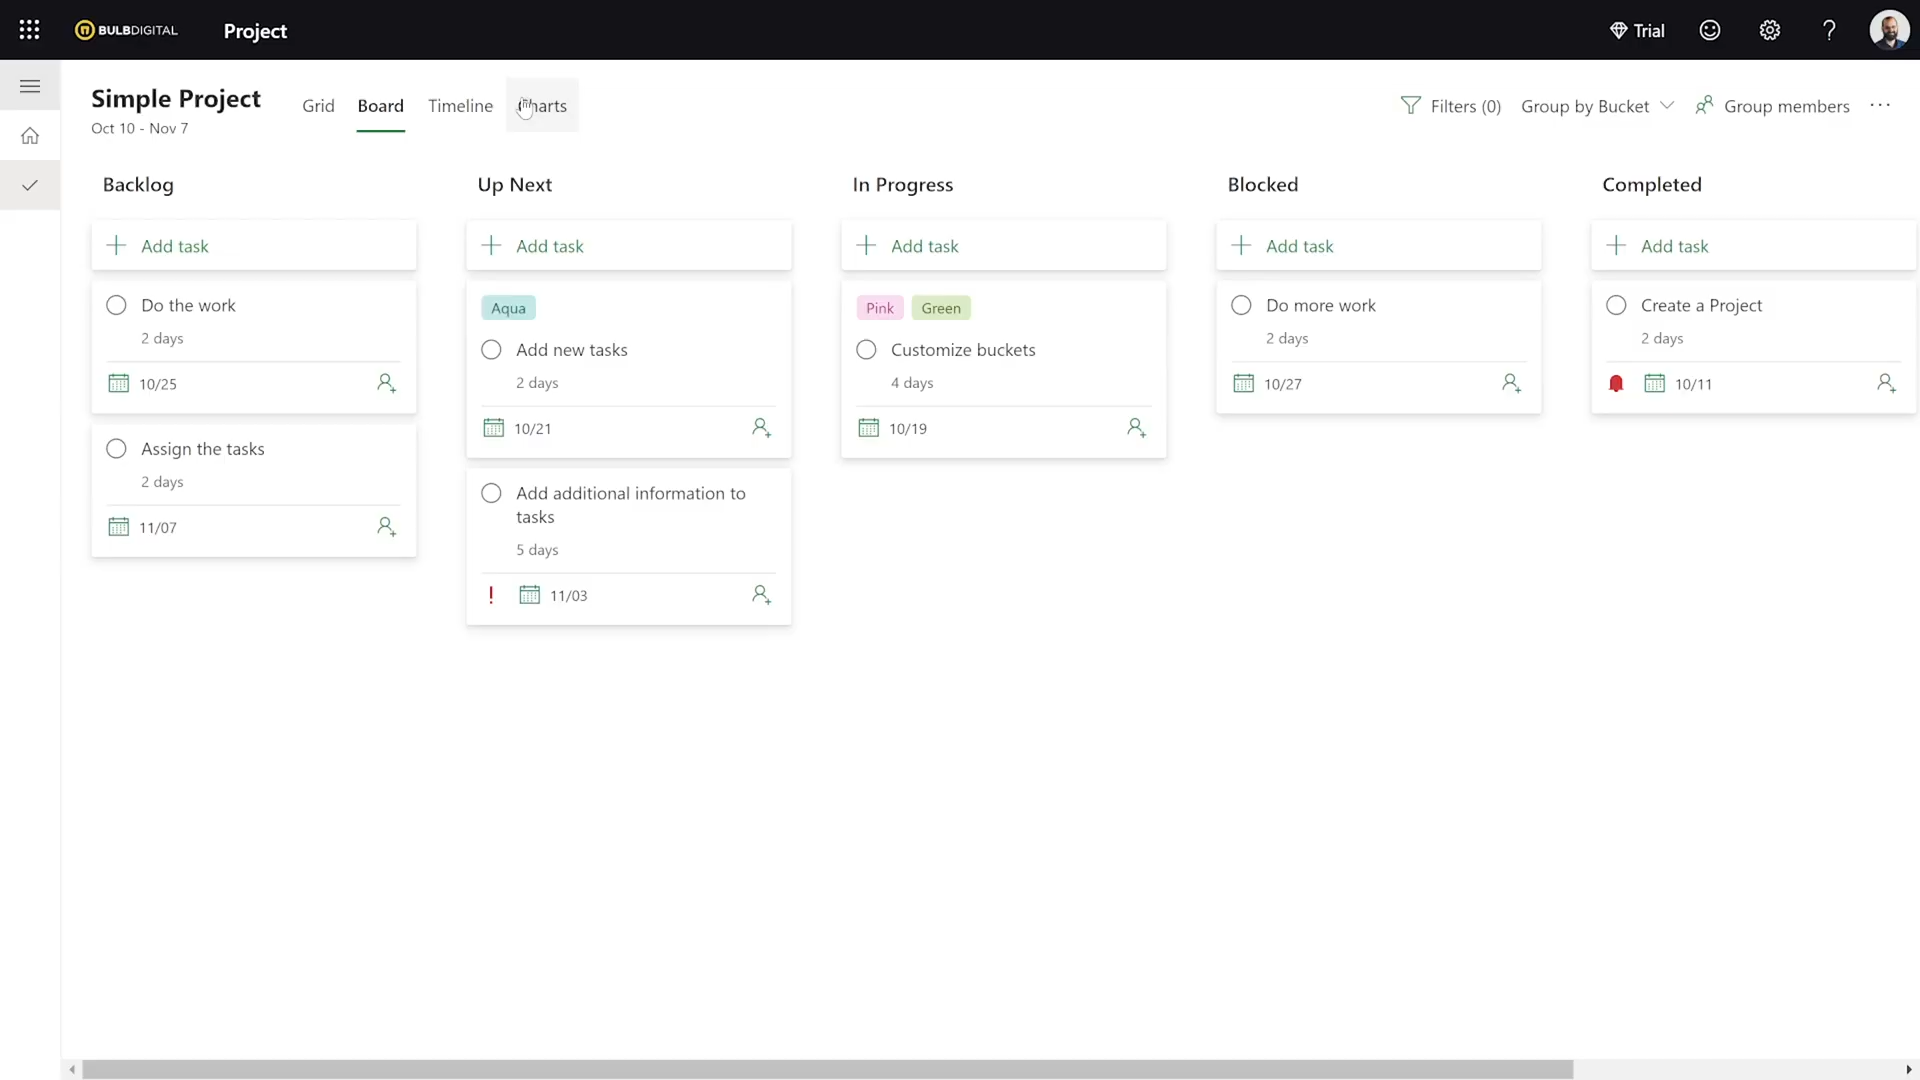 BULBDIGITAL
Project
Trial
Simple Project
Oct 10 - Nov 7
Grid
Board
Timeline
Filters (0)
Group by Bucket
Group members
Backlog
Add task
Do the work
2 days
10/25
Assign the tasks
2 days
11/07
Up Next
Add task
Aqua
Add new tasks
2 days
10/21
Add additional information to
tasks
5 days
! 11/03
In Progress
Add task
Pink Green
Customize buckets
4 days
10/19
Blocked
Add task
Do more work
2 days
10/27
Completed
Add task
Create a Project
2 days
10/11